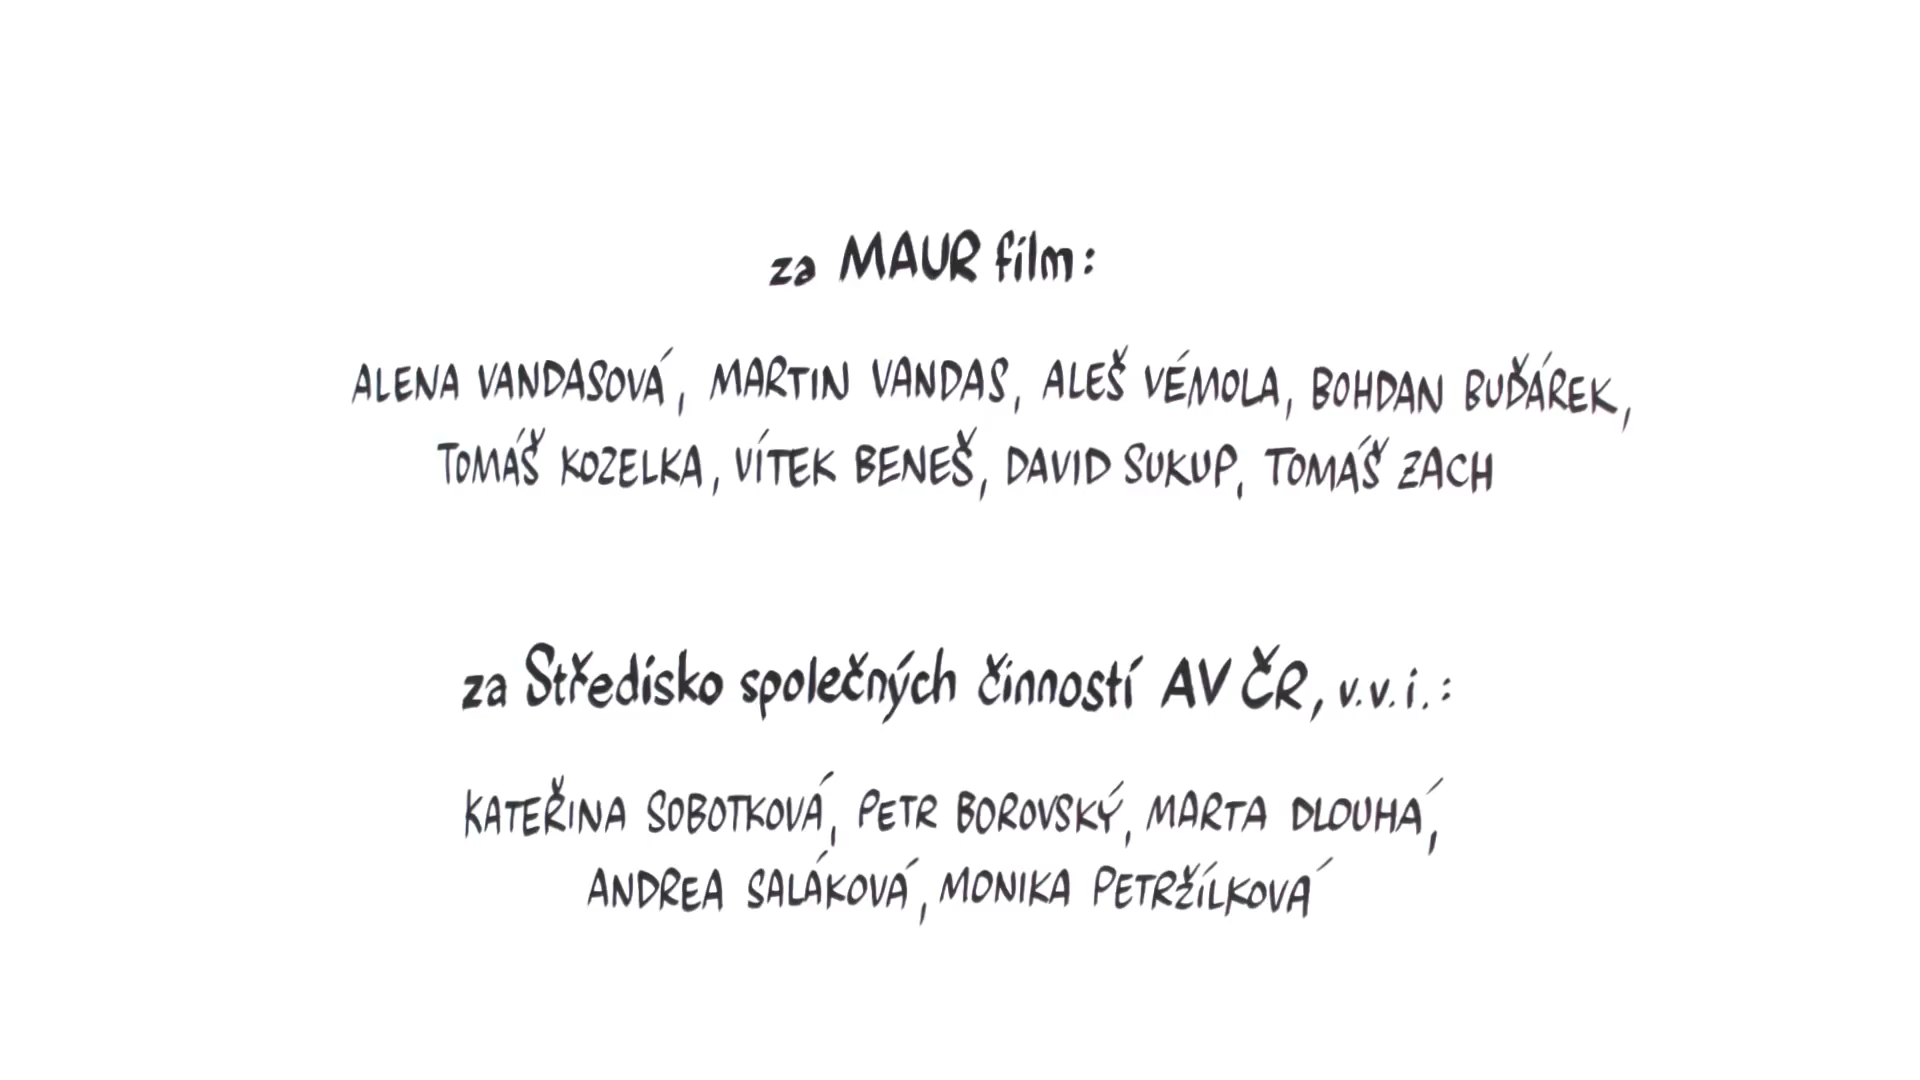 za MAUR film:
ALENA VANDASOVÁ, MARTIN VANDAS, ALEŠ VÉMOLA, BOHDAN BUĎÁREK,
TOMÁŠ KOZELKA, VÍTEK BENEŠ, DAVID SUKUP, TOMÁŠ ZACH
za Středisko společných činností AV ČR, v.v.i.:
KATEŘINA SOBOTKOVÁ, PETR BOROVSKÝ, MARTA DLOUHÁ,
ANDREA SALÁKOVÁ, MONIKA PETRŽÍLKOVÁ